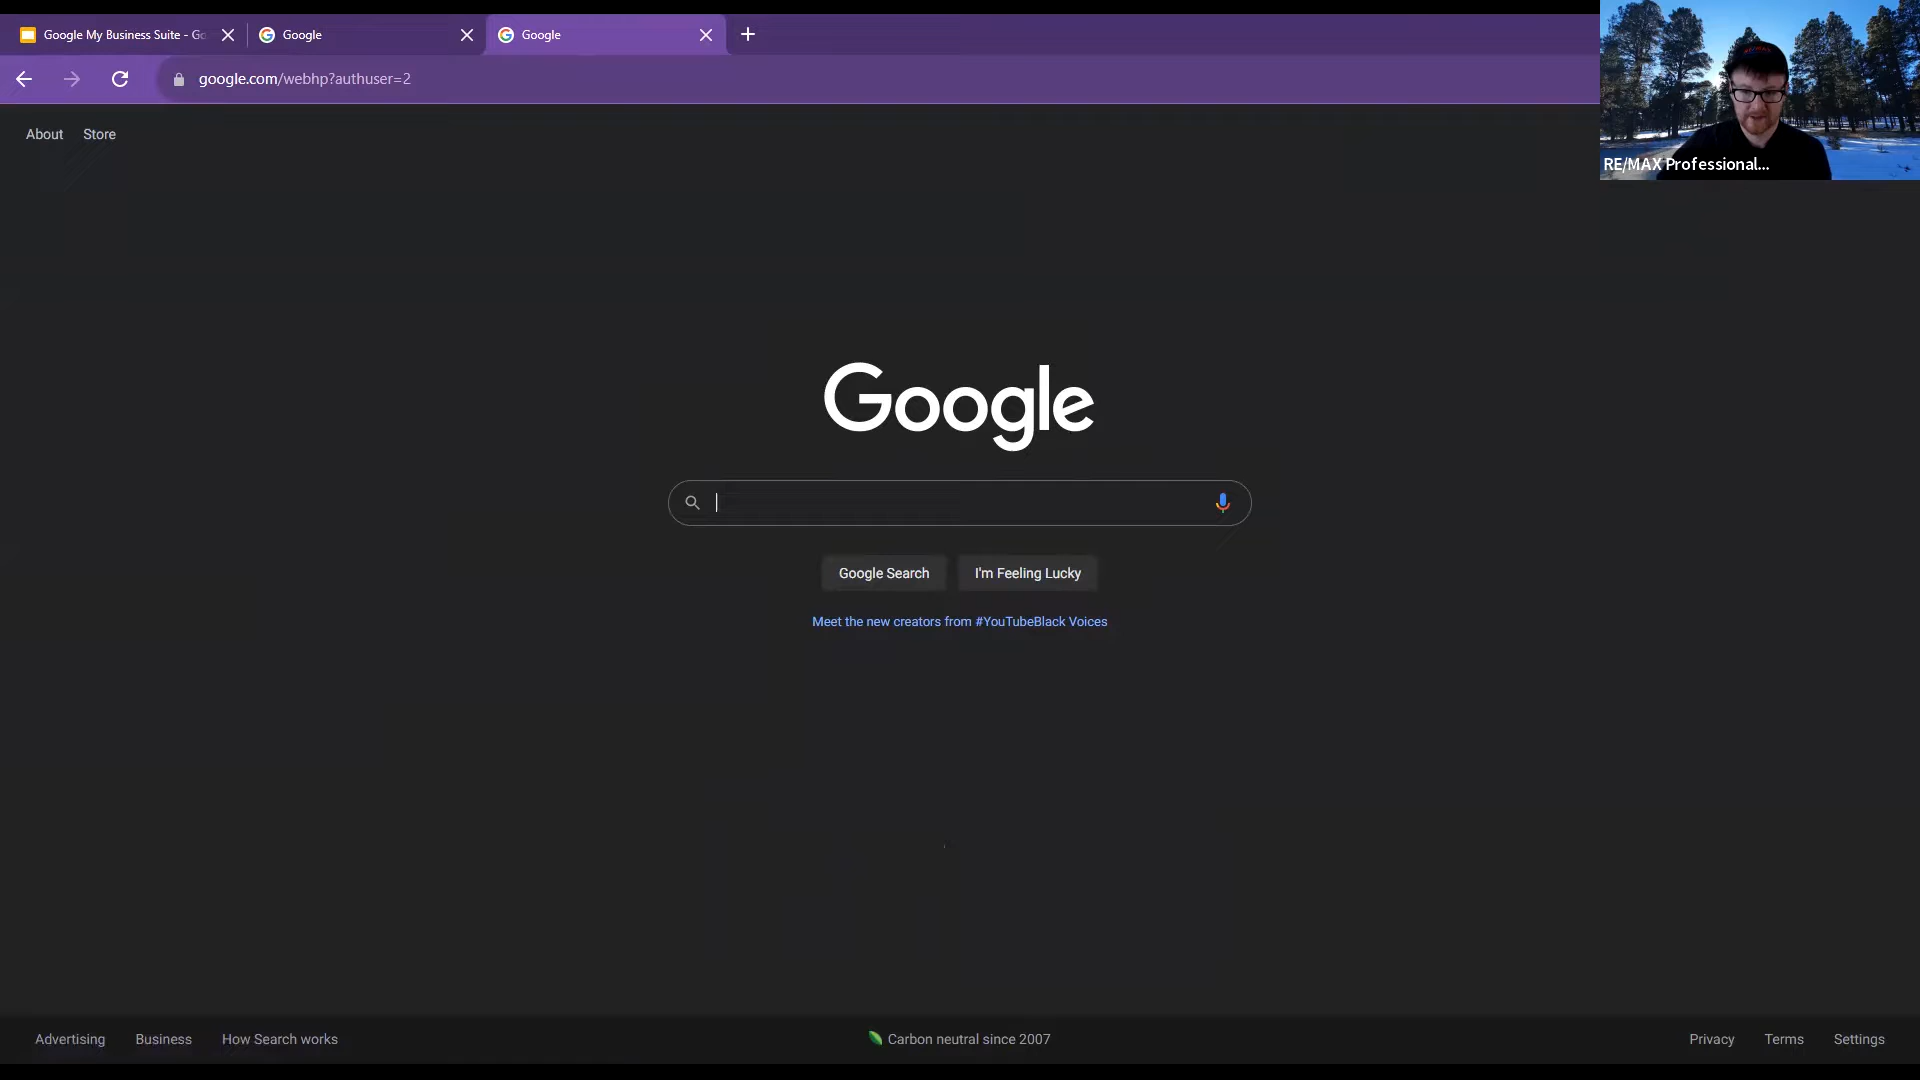 Google My Business Suite - Go
Google
Google
google.com/webhp?authuser=2
About
Store
RE/MAX Professional...
Google
Google Search
I'm Feeling Lucky
Meet the new creators from #YouTubeBlack Voices
Advertising
Business
How Search works
Carbon neutral since 2007
Privacy
Terms
Settings